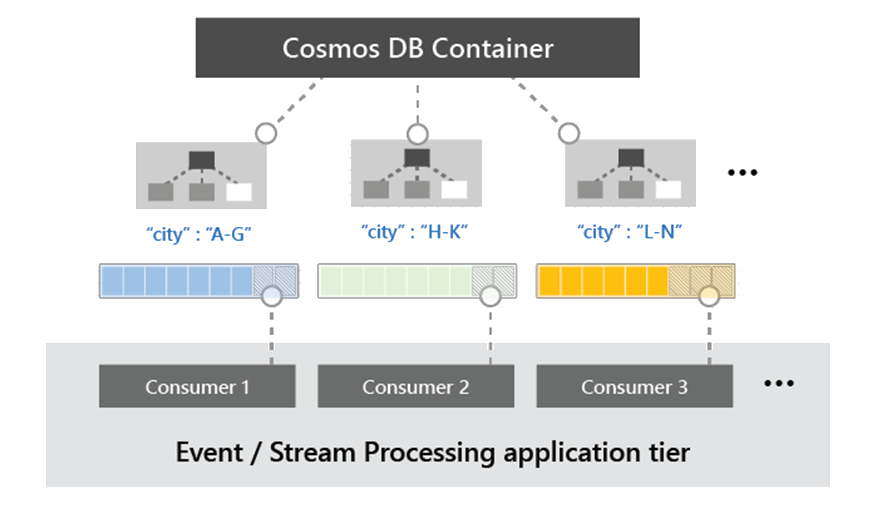 Cosmos DB Container
...
“city” : “A-G”
“city” : “H-K”
“city” : “L-N”
Consumer 1
Consumer 2
Consumer 3
...
Event / Stream Processing application tier